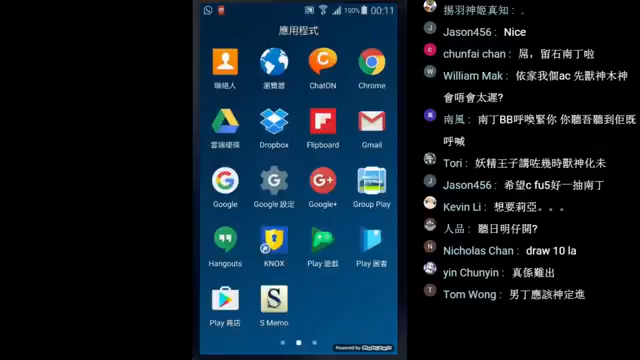 100% 00:11
應用程式
聯絡人 瀏覽器 ChatON Chrome
雲端硬碟 Dropbox Flipboard Gmail
Google Google 設定 Google+ Group Play
Hangouts KNOX Play 遊戲 Play 圖書
Play 商店 S Memo
揚羽神姬真知 : .
Jason456 : Nice
chunfai chan : 屌，留石南丁啦
William Mak : 依家我個ac 先獸神木神
會唔會太遲?
南風 : 南丁BB呼喚緊你 你聽吾聽到佢既
呼喊
Tori : 妖精王子講咗幾時獸神化未
Jason456 : 希望c fu5好一抽南丁
Kevin Li : 想要莉亞。。。
人品 : 聽日明仔開?
Nicholas Chan : draw 10 la
yin Chunyin : 真係難出
Tom Wong : 男丁應該神定進